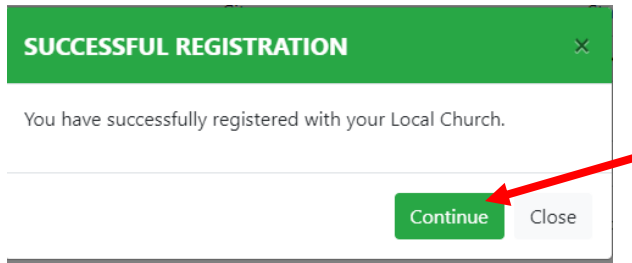 SUCCESSFUL REGISTRATION ×
You have successfully registered with your Local Church.
Continue Close